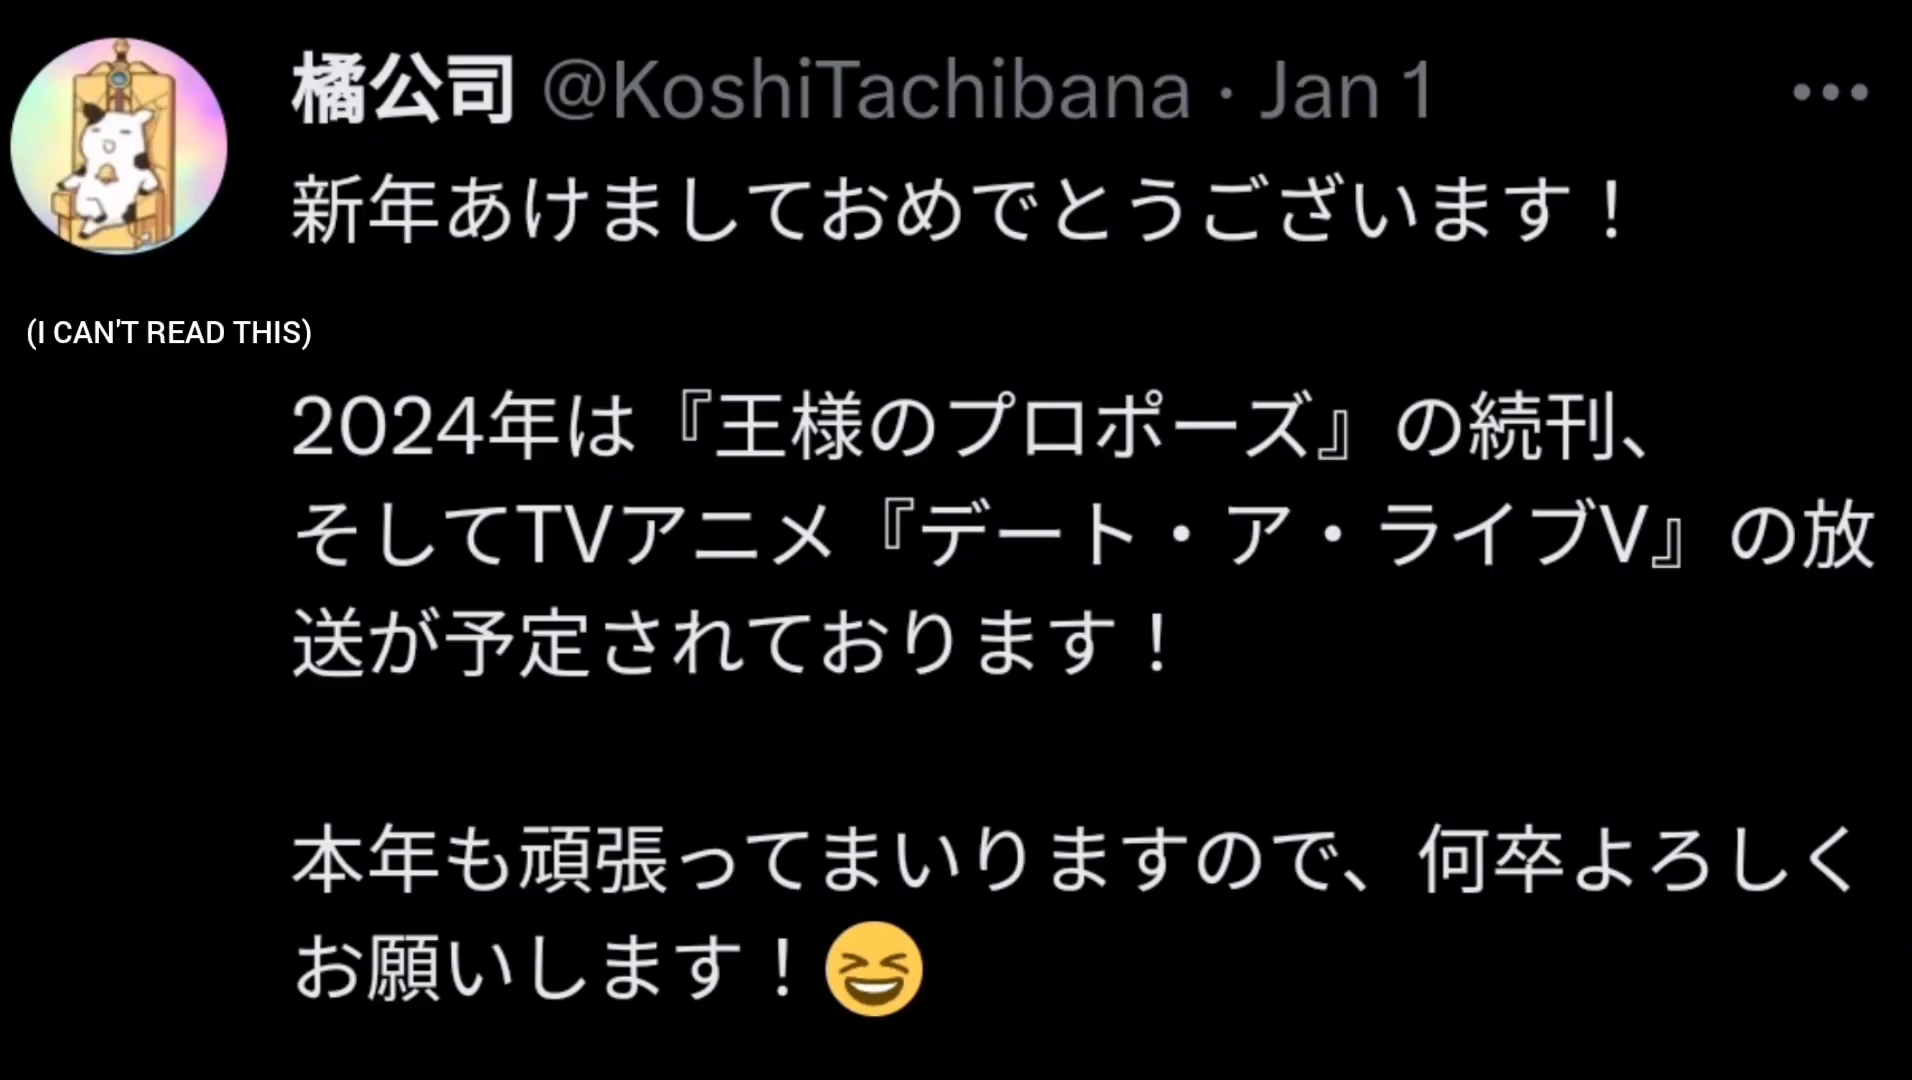 橘公司 @KoshiTachibana · Jan 1
新年あけましておめでとうございます！
(I CAN'T READ THIS)
2024年は『王様のプロポーズ』の続刊、
そしてTVアニメ『デート・ア・ライブV』の放
送が予定されております！
本年も頑張ってまいりますので、何卒よろしく
お願いします！😆